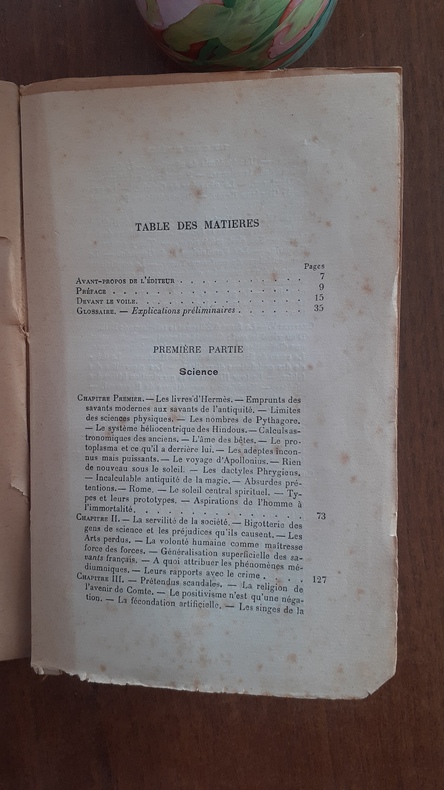 TABLE DES MATIERES
Pages
AVANT-PROPOS DE L'ÉDITEUR . . . . . . . . . . . 7
PRÉFACE . . . . . . . . . . . . . . . . . 9
DEVANT LE VOILE. . . . . . . . . . . . . . . 15
GLOSSAIRE. — Explications préliminaires . . . . . . 35
PREMIÈRE PARTIE
Science
CHAPITRE PREMIER. — Les livres d'Hermès. — Emprunts des
savants modernes aux savants de l'antiquité. — Limites
des sciences physiques. — Les nombres de Pythagore.
— Le système héliocentrique des Hindous. — Calculs as-
tronomiques des anciens. — L'âme des bêtes. — Le pro-
toplasma et ce qu'il a derrière lui. — Les adeptes incon-
nus mais puissants. — Le voyage d'Apollonius. — Rien
de nouveau sous le soleil. — Les dactyles Phrygiens,
— Incalculable antiquité de la magie. — Absurdes pré-
tentions. — Rome. — Le soleil central spirituel. — Ty-
pes et leurs prototypes. — Aspirations de l'homme à
l'immortalité. . . . . . . . . . . . . . . 73
CHAPITRE II. — La servilité de la société. — Bigotterie des
gens de science et les préjudices qu'ils causent. — Les
Arts perdus. — La volonté humaine comme maîtresse
force des forces. — Généralisation superficielle des sa-
vants français. — A quoi attribuer les phénomènes mé-
diumniques. — Leurs rapports avec le crime . . . . 127
CHAPITRE III. — Prétendus scandales. — La religion de
l'avenir de Comte. — Le positivisme n'est qu'une néga-
tion. — La fécondation artificielle. — Les singes de la